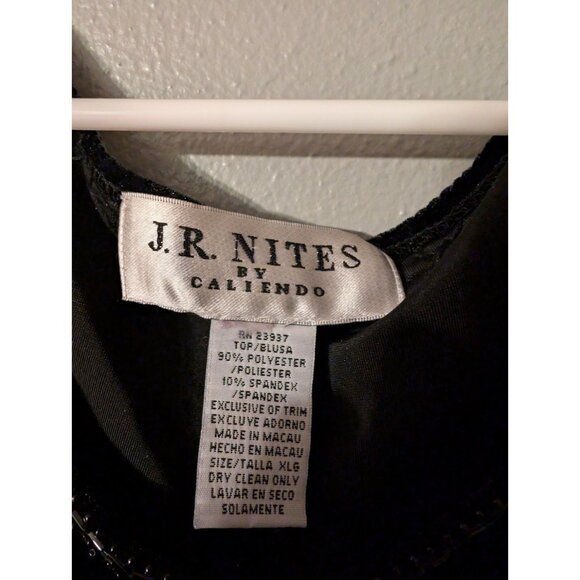 J.R. NITES
BY
CALIENDO
RN 23937
TOP/BLUSA
90% POLYESTER
/POLIESTER
10% SPANDEX
/SPANDEX
EXCLUSIVE OF TRIM
EXCLUYE ADORNO
MADE IN MACAU
HECHO EN MACAU
SIZE/TALLA XLG
DRY CLEAN ONLY
LAVAR EN SECO
SOLAMENTE